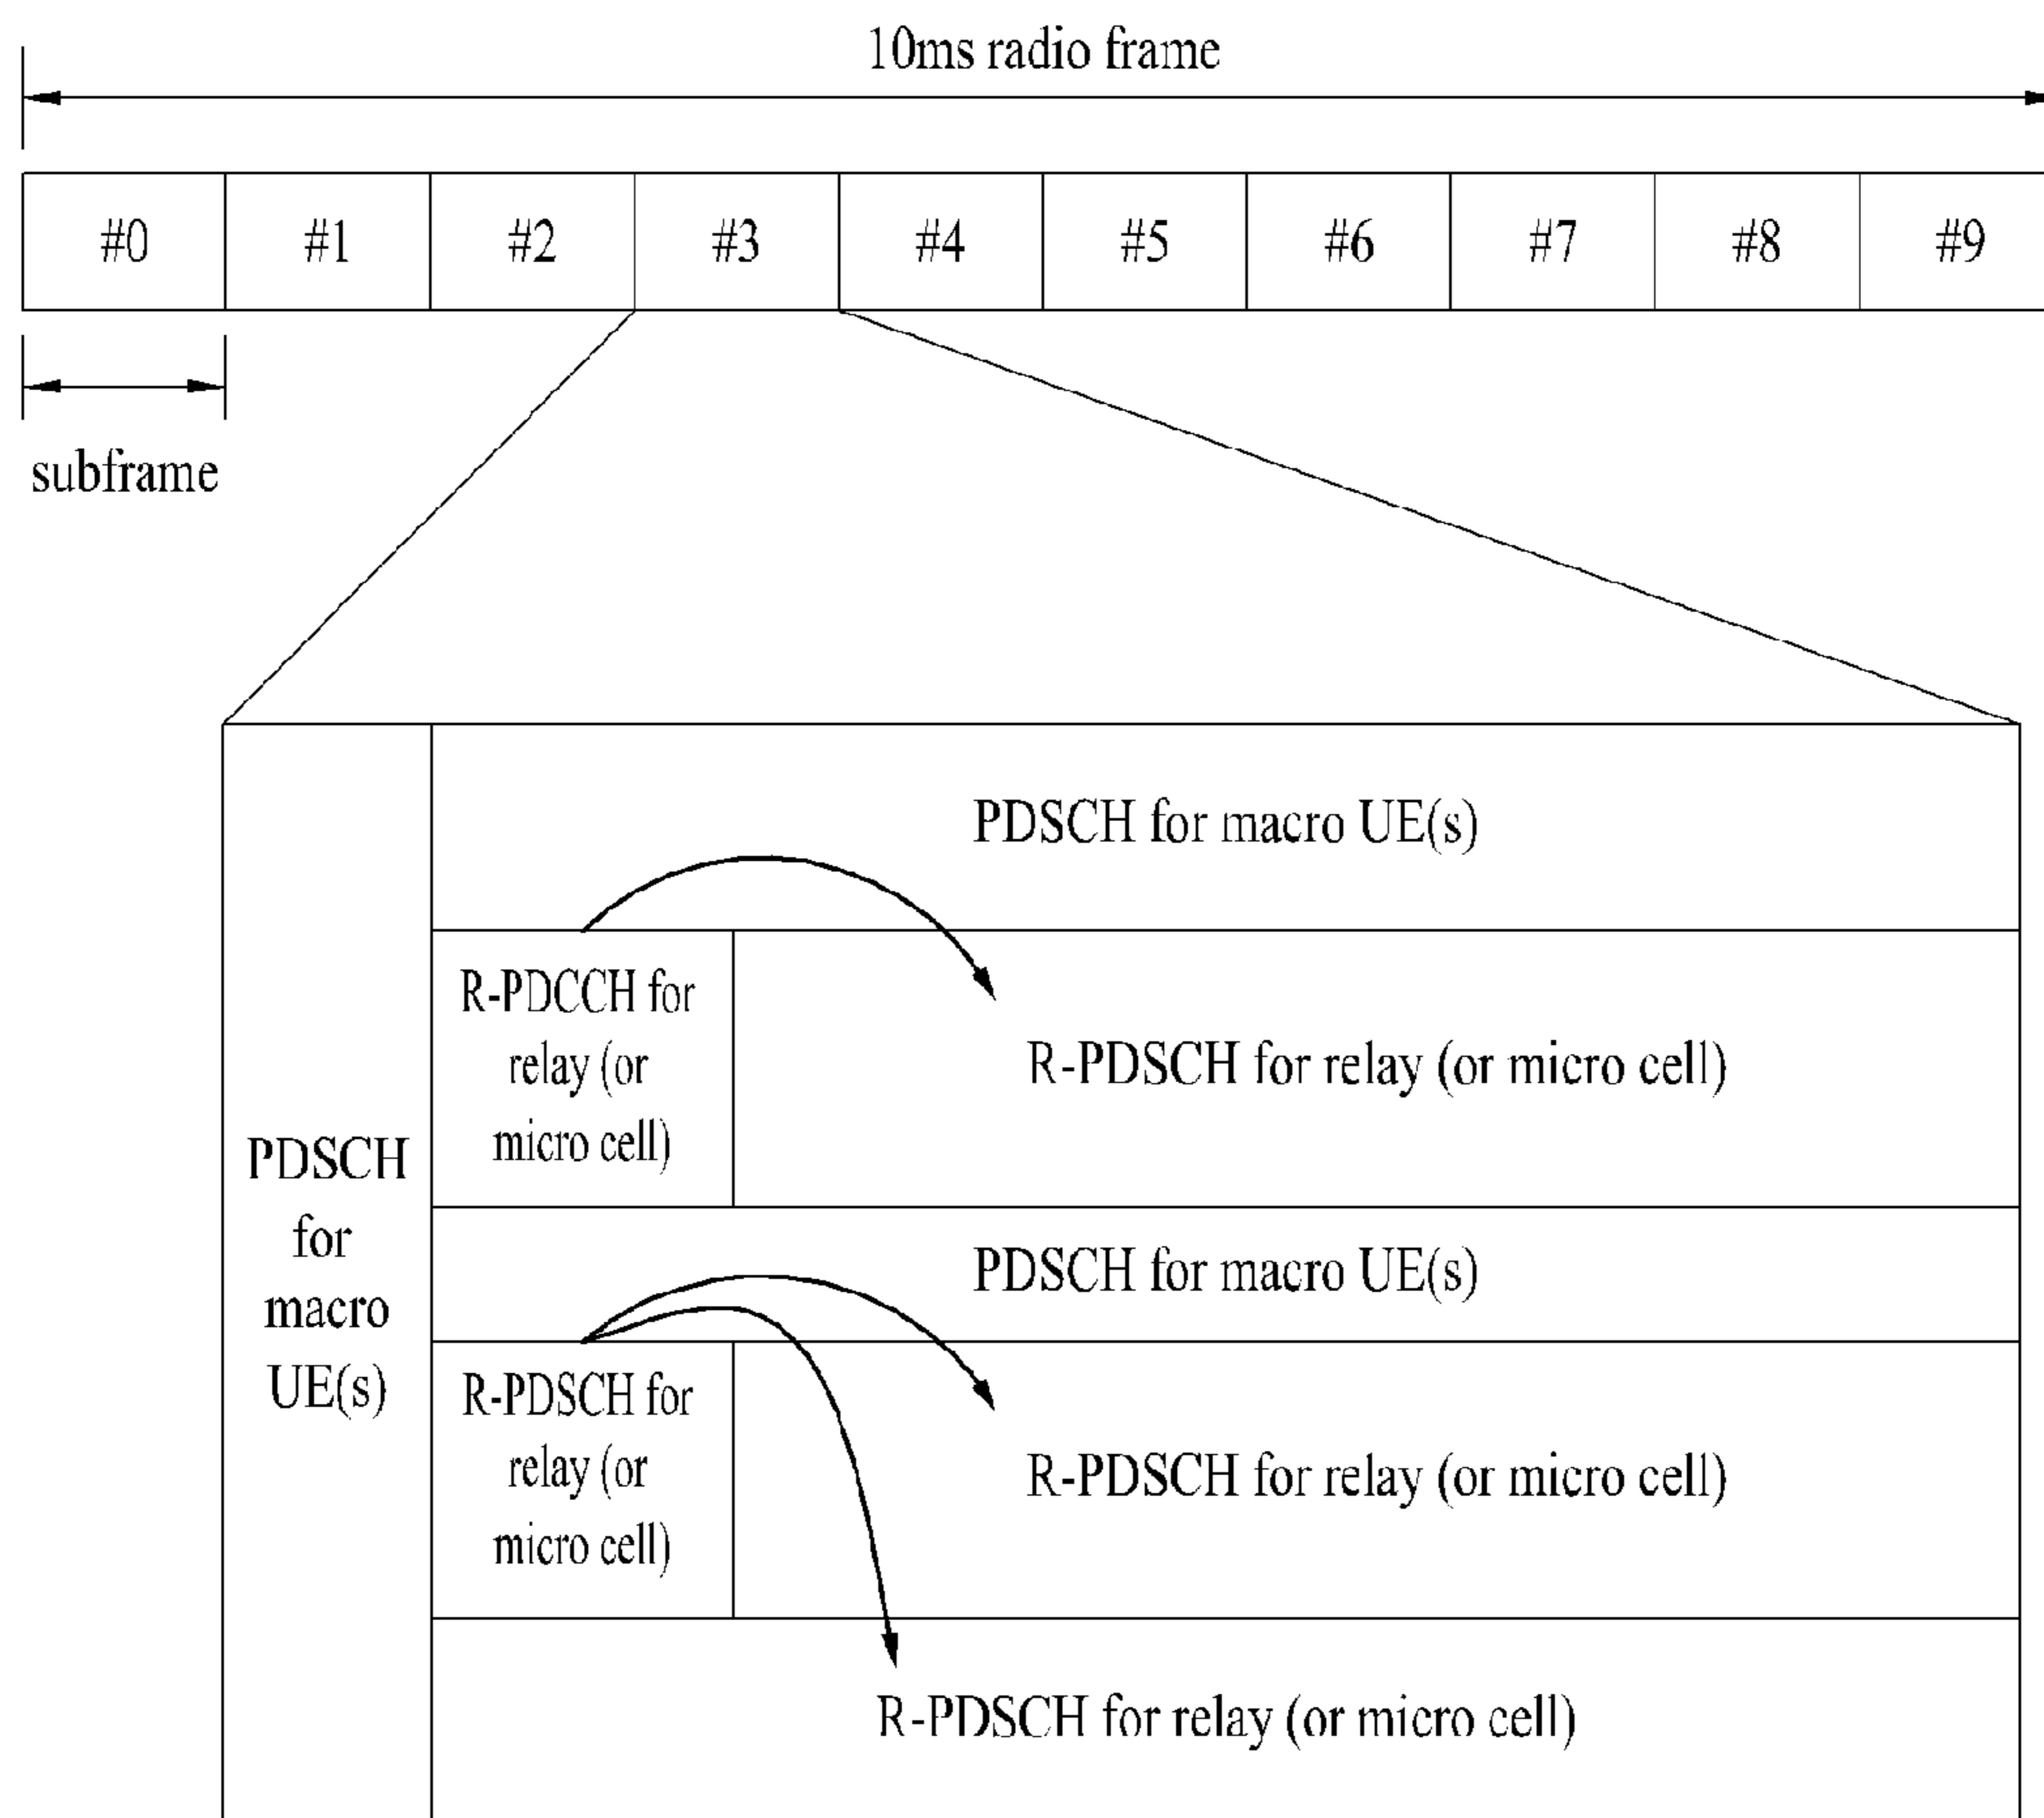 10ms radio frame
#0 #1 #2 #3 #4 #5 #6 #7 #8 #9
subframe
PDSCH
for
macro
UE(s)
PDSCH for macro UE(s)
R-PDCCH for
relay (or
micro cell)
R-PDSCH for relay (or micro cell)
PDSCH for macro UE(s)
R-PDSCH for
relay (or
micro cell)
R-PDSCH for relay (or micro cell)
R-PDSCH for relay (or micro cell)